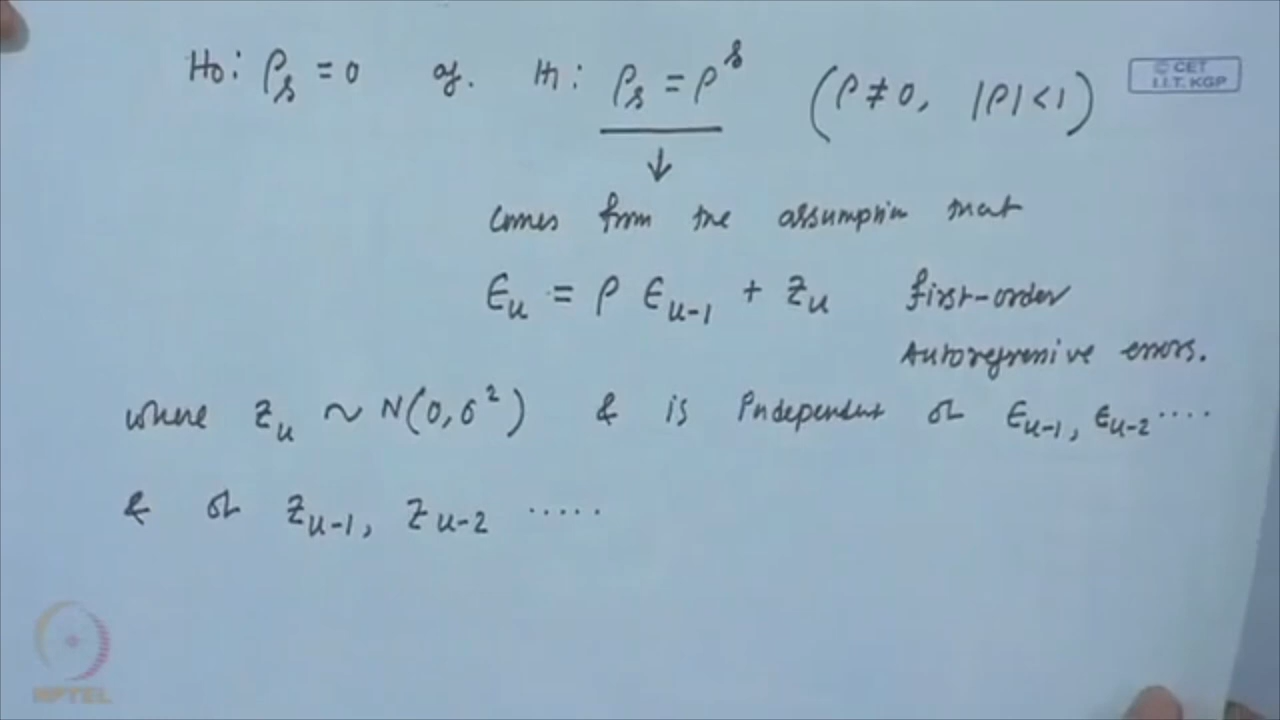 H₀: ρₛ = 0 ag. H₁: ρₛ = ρˢ (ρ ≠ 0, |ρ| < 1)
© CET
I.I.T. KGP
↓
comes from the assumption that
ϵᵤ = ρ ϵᵤ₋₁ + Zᵤ first-order
Autoregressive errors.
where Zᵤ ~ N(0, σ²) & is Independent of ϵᵤ₋₁, ϵᵤ₋₂ ....
& of Zᵤ₋₁, Zᵤ₋₂ .....
NPTEL